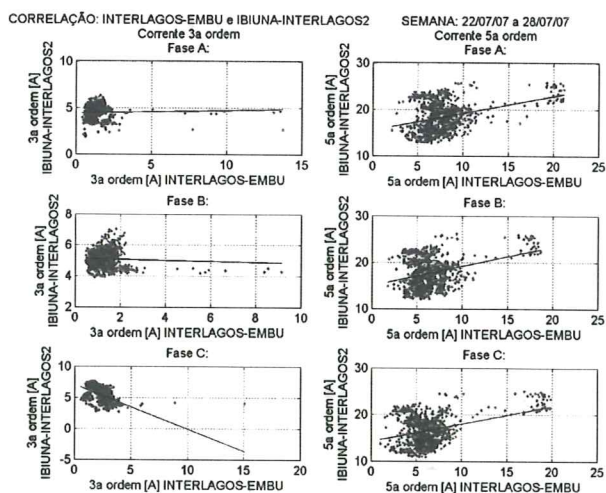 CORRELAÇÃO: INTERLAGOS-EMBU e IBIUNA-INTERLAGOS2 SEMANA: 22/07/07 a 28/07/07
Corrente 3a ordem
Fase A:
3a ordem [A]
IBIUNA-INTERLAGOS2
10
5
0
0 5 10 15
3a ordem [A] INTERLAGOS-EMBU
Corrente 5a ordem
Fase A:
5a ordem [A]
IBIUNA-INTERLAGOS2
30
20
10
0 5 10 15 20 25
5a ordem [A] INTERLAGOS-EMBU
Fase B:
3a ordem [A]
IBIUNA-INTERLAGOS2
8
6
4
2
0 2 4 6 8 10
3a ordem [A] INTERLAGOS-EMBU
Fase B:
5a ordem [A]
IBIUNA-INTERLAGOS2
30
20
10
0 5 10 15 20 25
5a ordem [A] INTERLAGOS-EMBU
Fase C:
3a ordem [A]
IBIUNA-INTERLAGOS2
10
5
0
-5
0 5 10 15 20
3a ordem [A] INTERLAGOS-EMBU
Fase C:
5a ordem [A]
IBIUNA-INTERLAGOS2
30
20
10
0 5 10 15 20 25
5a ordem [A] INTERLAGOS-EMBU